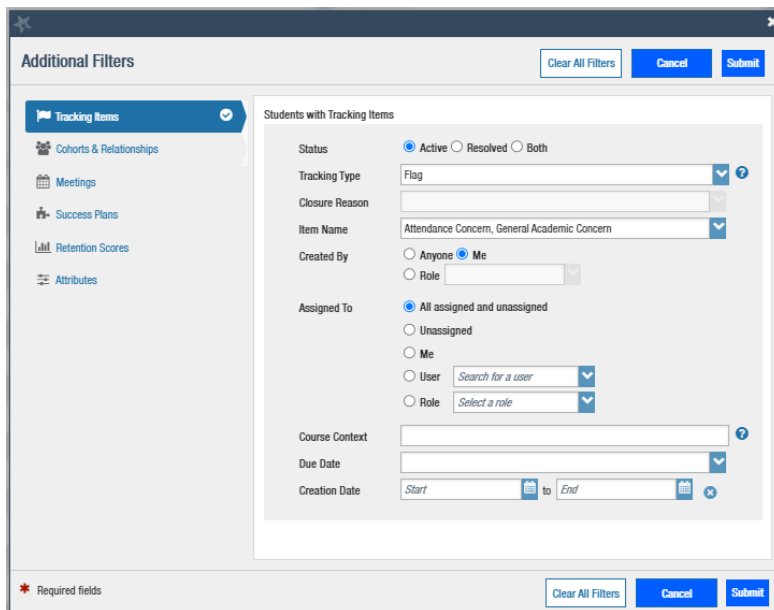 Additional Filters
Clear All Filters Cancel Submit
Tracking Items
Cohorts & Relationships
Meetings
Success Plans
Retention Scores
Attributes
Students with Tracking Items
Status Active Resolved Both
Tracking Type Flag
Closure Reason
Item Name Attendance Concern, General Academic Concern
Created By Anyone Me
Role
Assigned To All assigned and unassigned
Unassigned
Me
User Search for a user
Role Select a role
Course Context
Due Date
Creation Date Start to End
* Required fields
Clear All Filters Cancel Submit